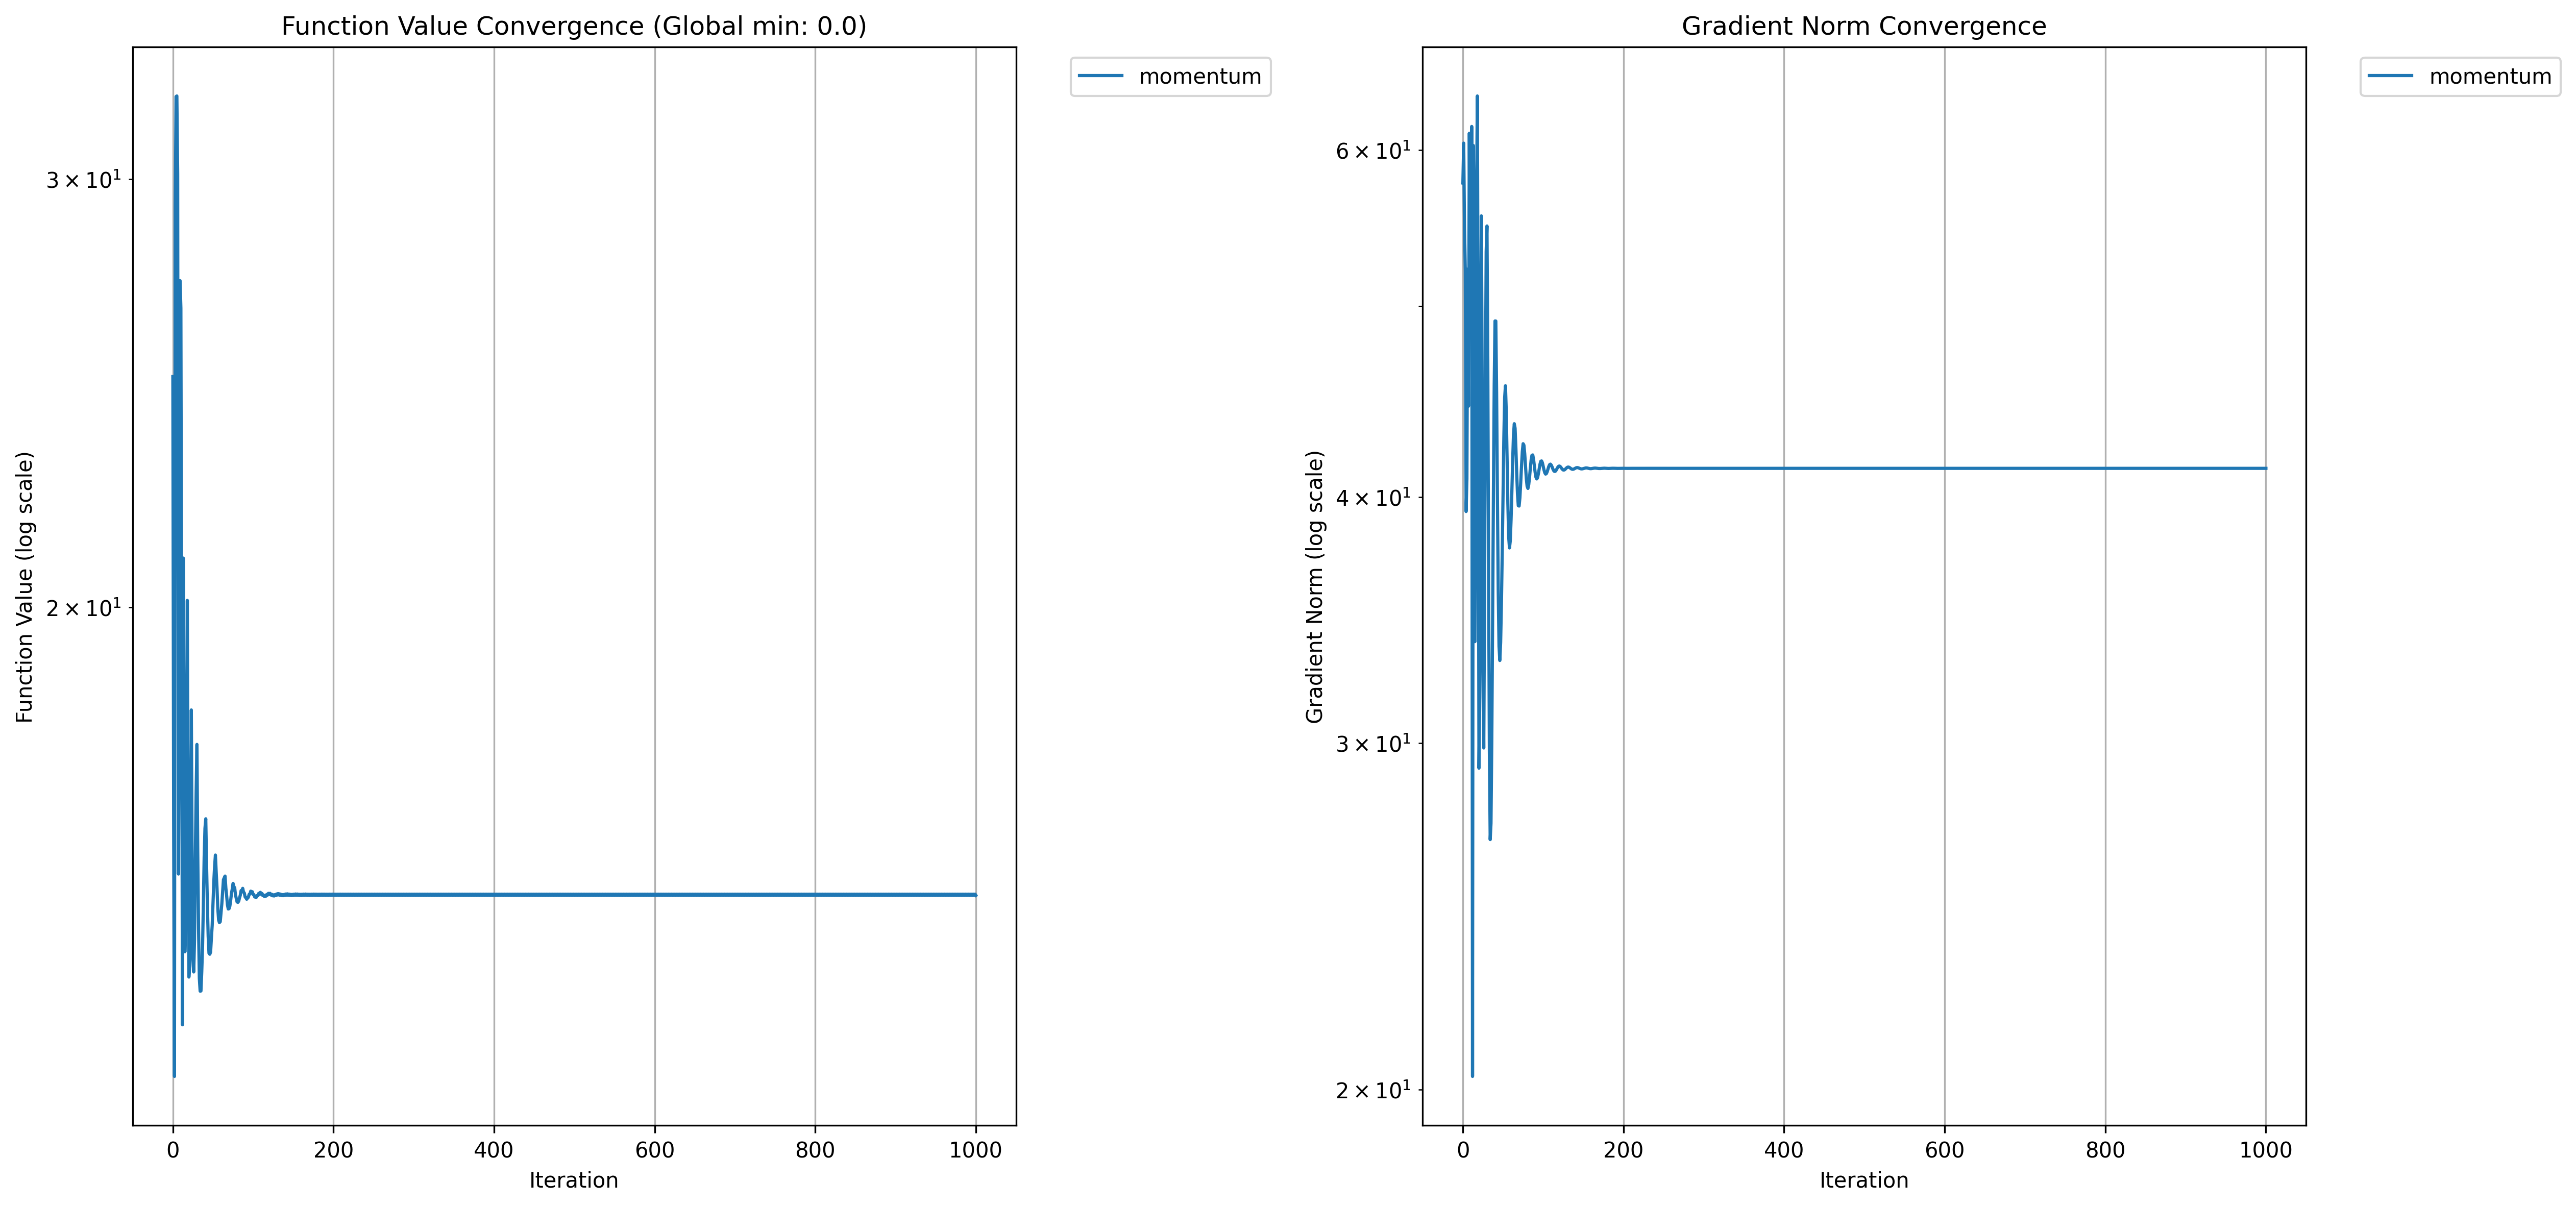 Function Value Convergence (Global min: 0.0)
momentum
3 × 10¹
2 × 10¹
Function Value (log scale)
0 200 400 600 800 1000
Iteration
Gradient Norm Convergence
momentum
6 × 10¹
4 × 10¹
3 × 10¹
2 × 10¹
Gradient Norm (log scale)
0 200 400 600 800 1000
Iteration